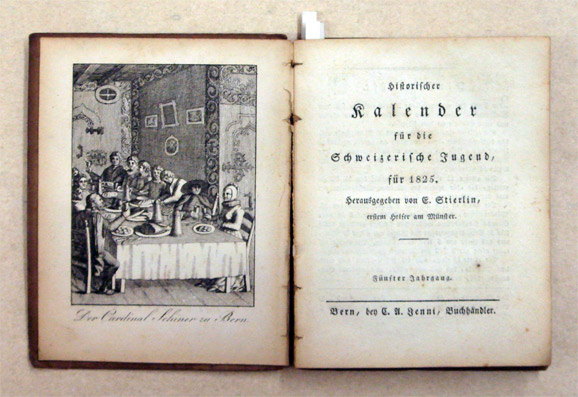 Der Cardinal Schiner zu Bern.
Historischer
Kalender
für die
Schweizerische Jugend,
für 1825.
Herausgegeben von E. Stierlin,
erstem Helfer am Münster.
Fünfter Jahrgang.
Bern, bey C. A. Jenni, Buchhändler.